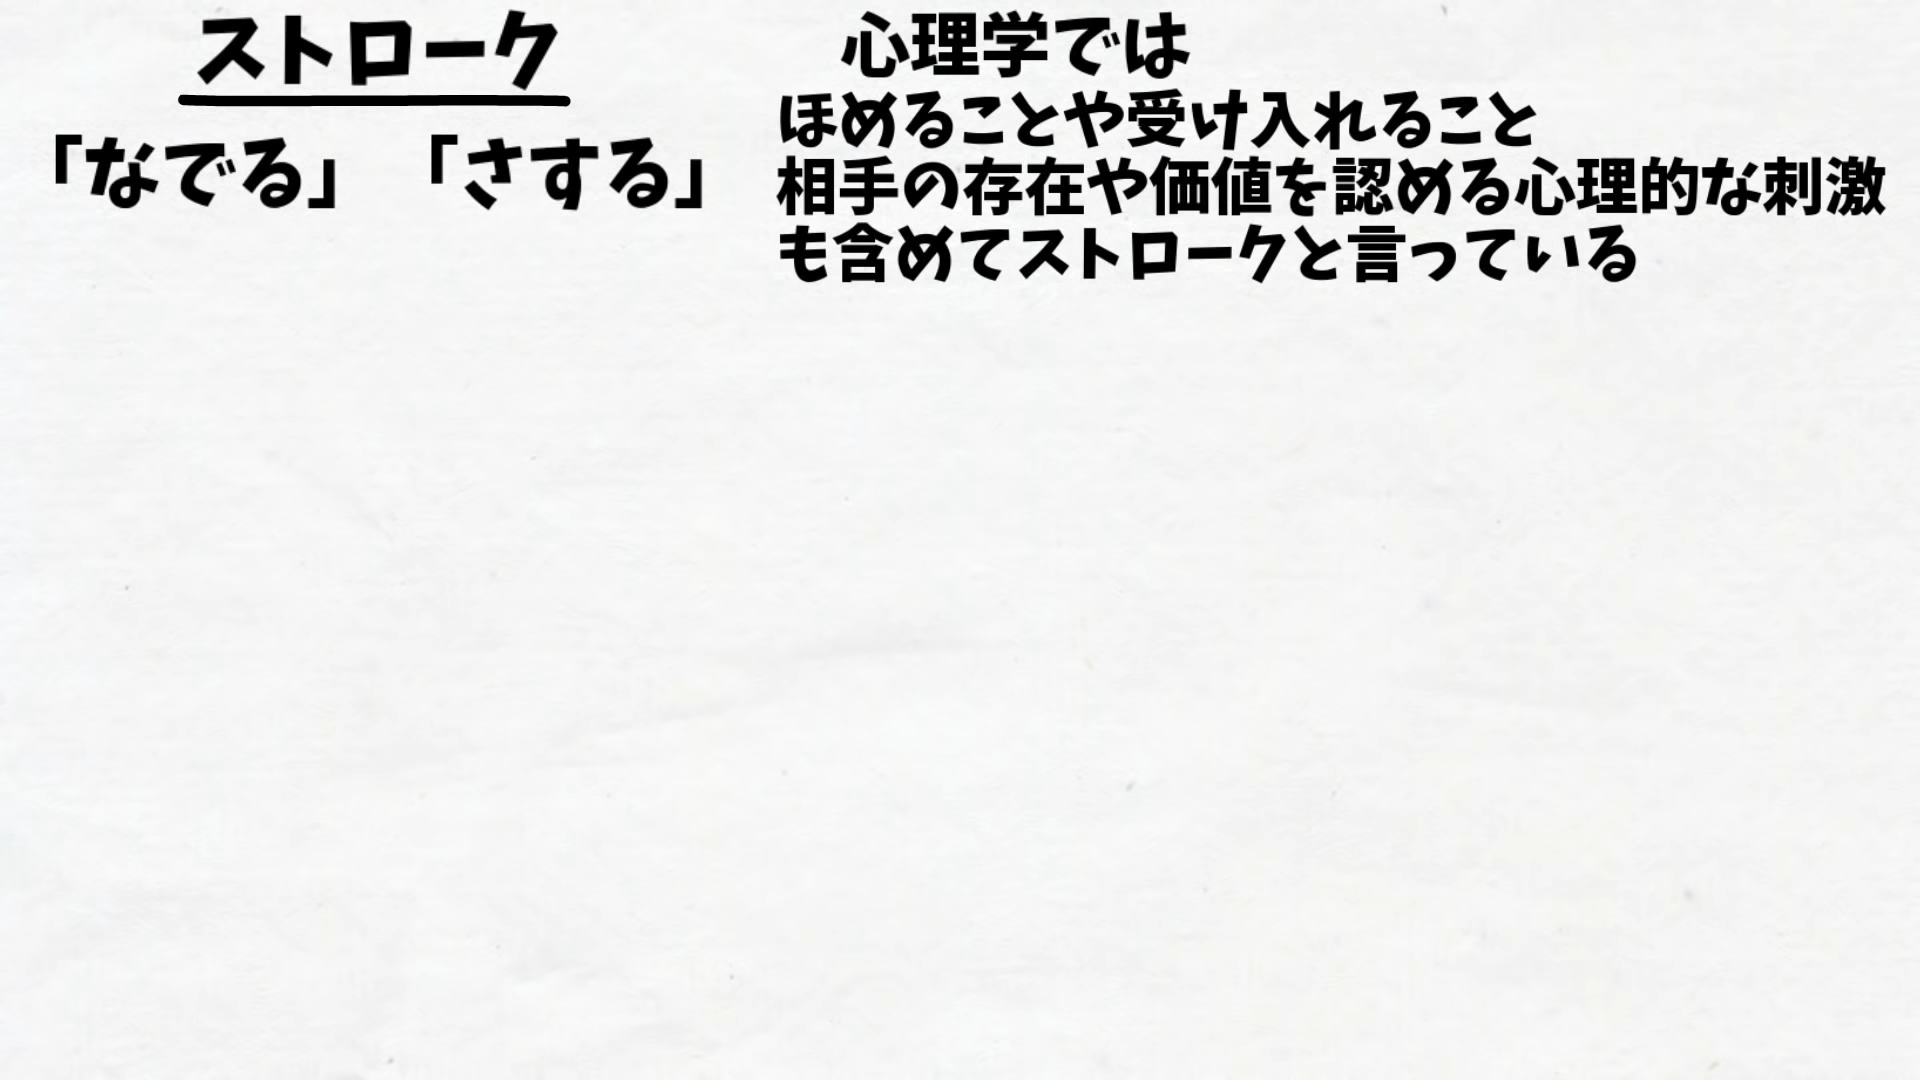 ストローク
「なでる」 「さする」
心理学では
ほめることや受け入れること
相手の存在や価値を認める心理的な刺激
も含めてストロークと言っている